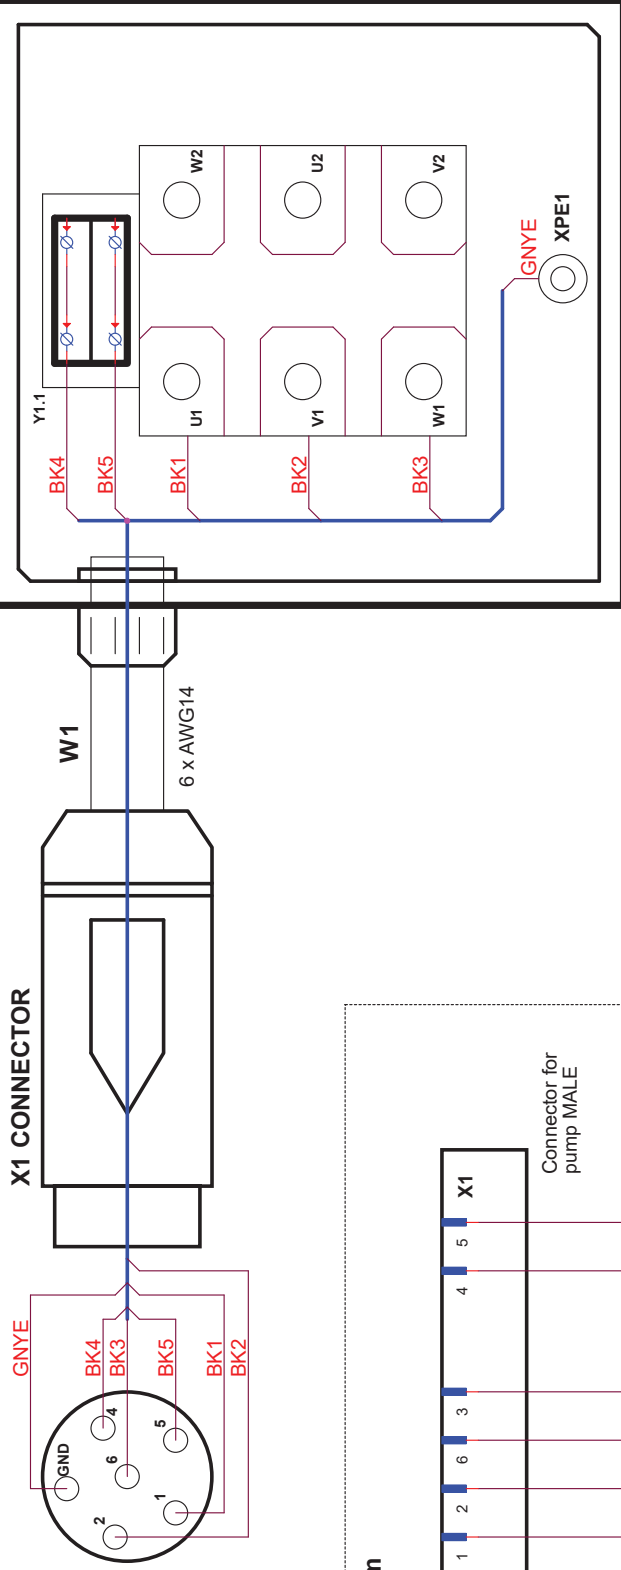 Y1.1
W2
U2
V2
U1
V1
W1
BK4
BK5
BK1
BK2
BK3
GNYE
XPE1
W1
6 x AWG14
X1 CONNECTOR
GNYE
BK4
BK3
BK5
BK1
BK2
GND
4
6
5
2
1
X1
Connector for
pump MALE
5
4
3
6
2
1